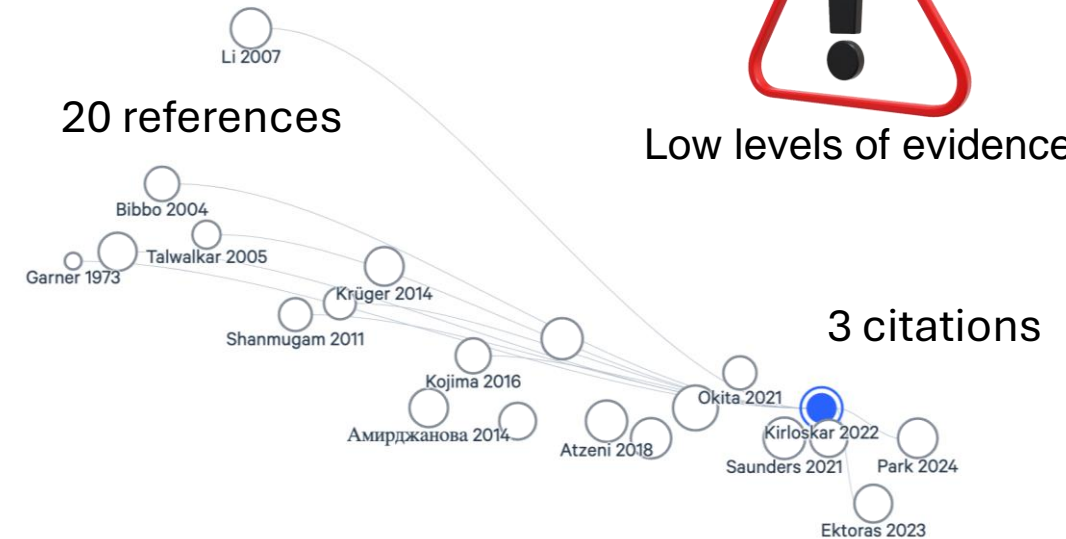 Li 2007
20 references
Low levels of evidence
Bibbo 2004
Talwalkar 2005
Garner 1973
Krüger 2014
3 citations
Shanmugam 2011
Kojima 2016
Okita 2021
Амирджанова 2014
Kirloskar 2022
Atzeni 2018
Saunders 2021
Park 2024
Ektoras 2023